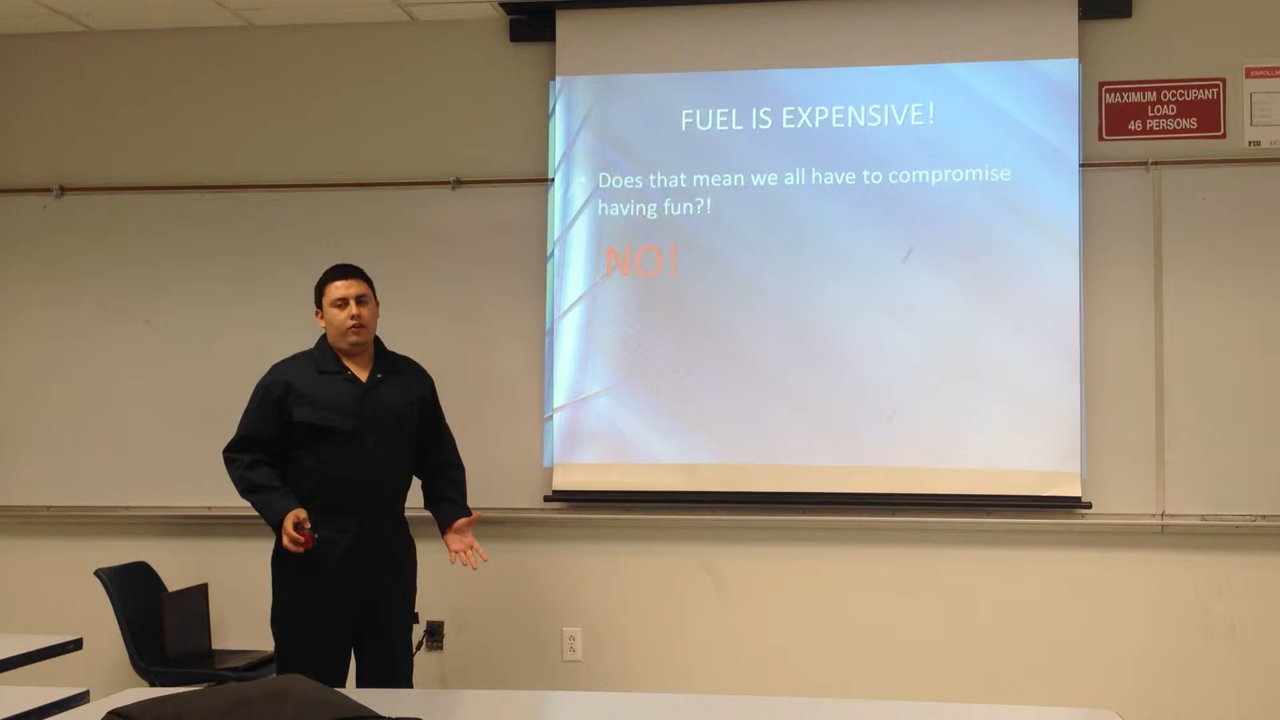 FUEL IS EXPENSIVE!
Does that mean we all have to compromise
having fun?!
NO!
MAXIMUM OCCUPANT
LOAD
46 PERSONS
FIU